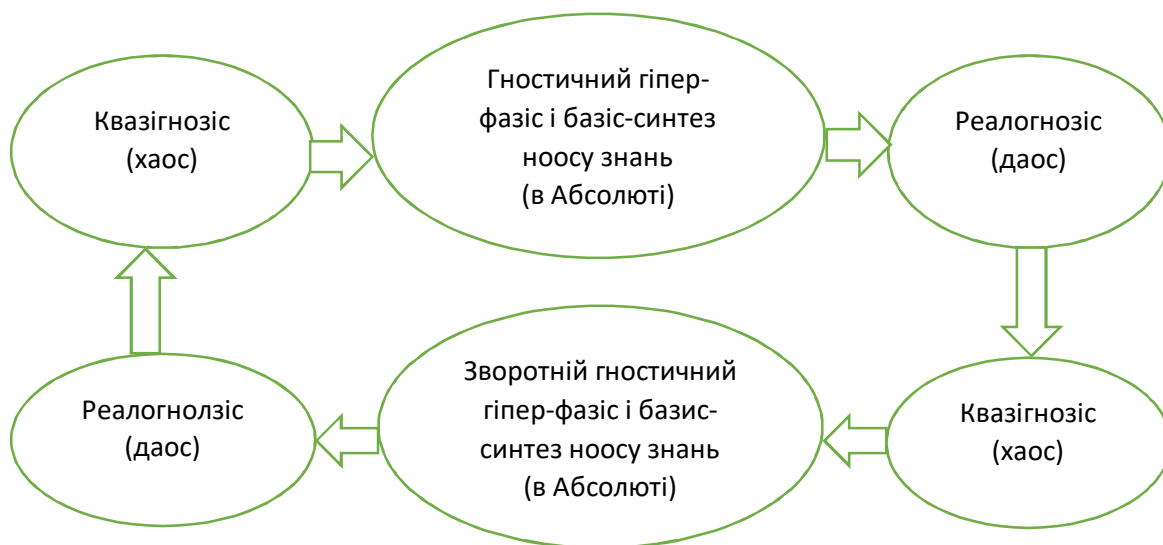 Квазігнозіс
(хаос)
Гностичний гіпер-
фазіс і базіс-синтез
ноосу знань
(в Абсолюті)
Реалогнозіс
(даос)
Реалогнолзіс
(даос)
Зворотній гностичний
гіпер-фазіс і базис-
синтез ноосу знань
(в Абсолюті)
Квазігнозіс
(хаос)